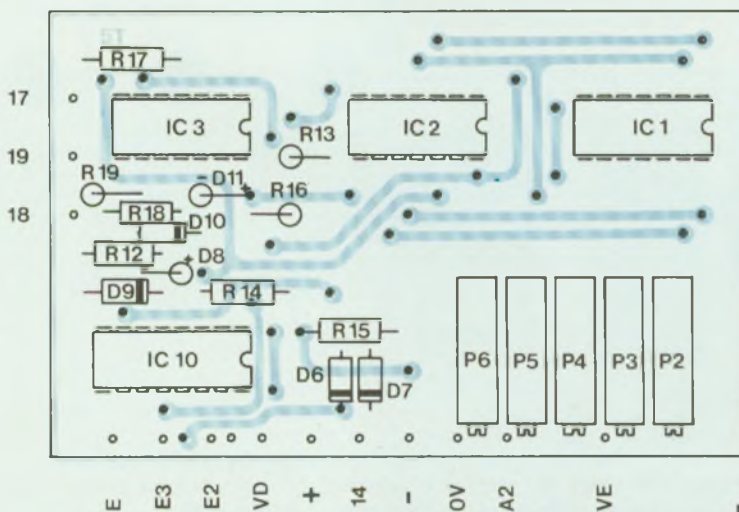 R17
17
IC 3
IC 2
IC 1
R13
19
R19
D11
R16
18
R18
D10
R12
D8
D9
R14
R15
IC 10
D6
D7
P6
P5
P4
P3
P2
E
E3
E2
VD
+
14
-
0V
A2
VE